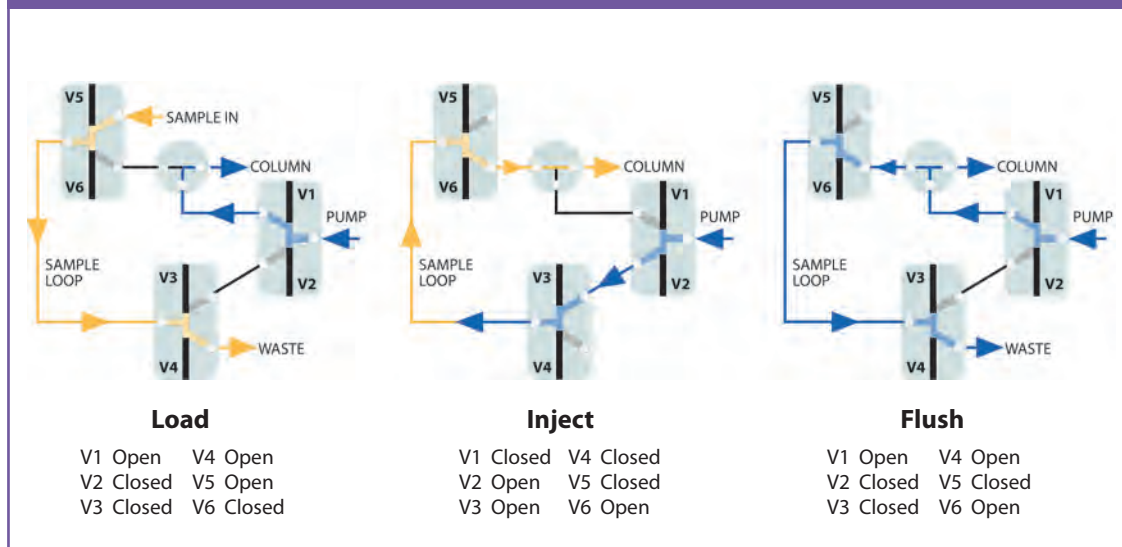 V5
SAMPLE IN
COLUMN
V6
V1
PUMP
SAMPLE
LOOP
V3
V2
WASTE
V4
V5
COLUMN
V6
V1
PUMP
SAMPLE
LOOP
V3
V2
V4
V5
COLUMN
V6
V1
PUMP
SAMPLE
LOOP
V3
V2
WASTE
V4
Load
V1 Open V4 Open
V2 Closed V5 Open
V3 Closed V6 Closed
Inject
V1 Closed V4 Closed
V2 Open V5 Closed
V3 Open V6 Open
Flush
V1 Open V4 Open
V2 Closed V5 Closed
V3 Closed V6 Open